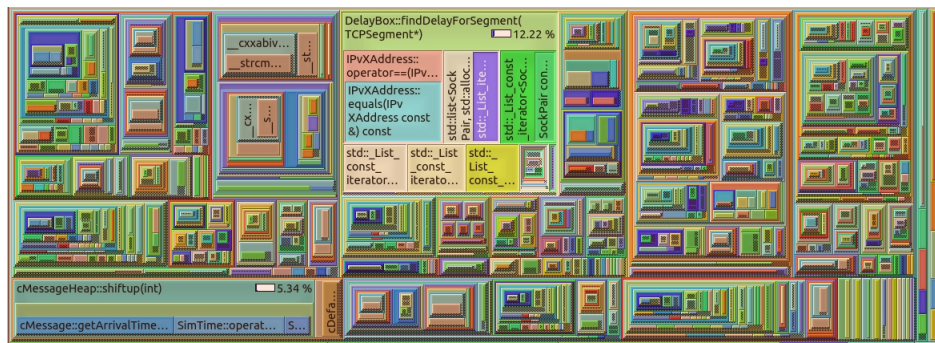 DelayBox::findDelayForSegment(
TCPSegment*)
12.22 %
__cxxabiv...
__strcm...
_st...
IPvXAddress::
operator==(IPv...
IPvXAddress::
equals(IPv
XAddress const
&) const
std::list<Sock
Pair, std::alloc...
std::_List_ite...
std::_List_const
_iterator<Soc...
SockPair con...
cx...
__s...
std::_List_
const_
iterator...
std::_List
_const_
iterato...
std::_
List_
const_...
cMessageHeap::shiftup(int)
5.34 %
cMessage::getArrivalTime...
SimTime::operat...
S...
cDefa...